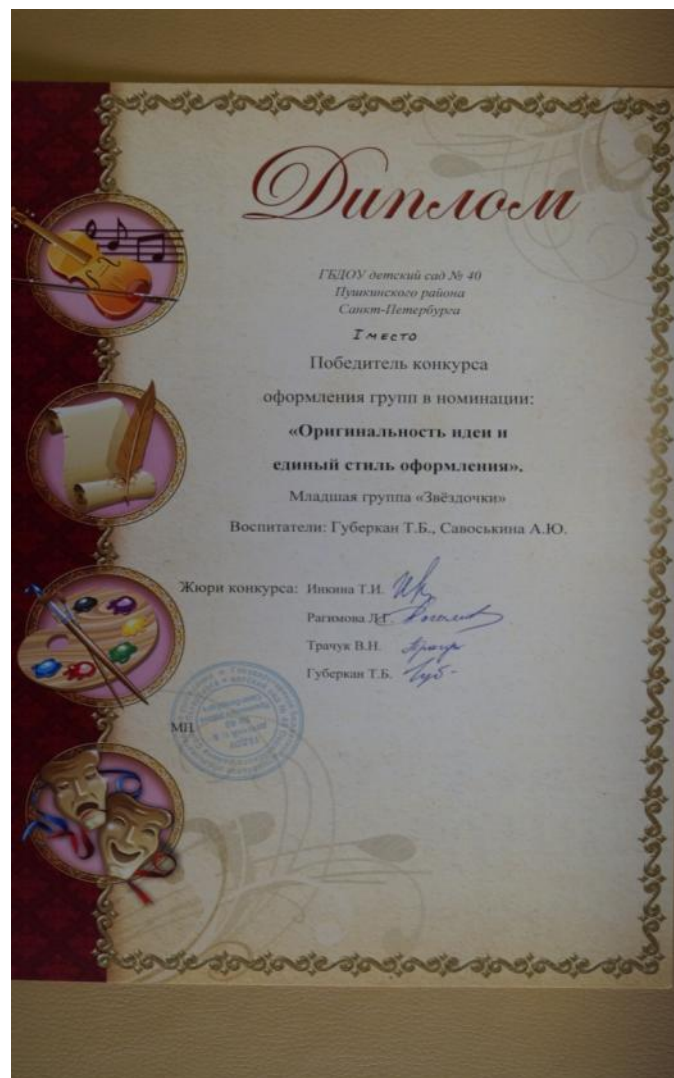 Диплом
ГБДОУ детский сад № 40
Пушкинского района
Санкт-Петербурга
I место
Победитель конкурса
оформления групп в номинации:
«Оригинальность идеи и
единый стиль оформления».
Младшая группа «Звёздочки»
Воспитатели: Губеркан Т.Б., Савоськина А.Ю.
Жюри конкурса: Инкина Т.И.
Рагимова Л.Г.
Трачук В.Н.
Губеркан Т.Б.
МП